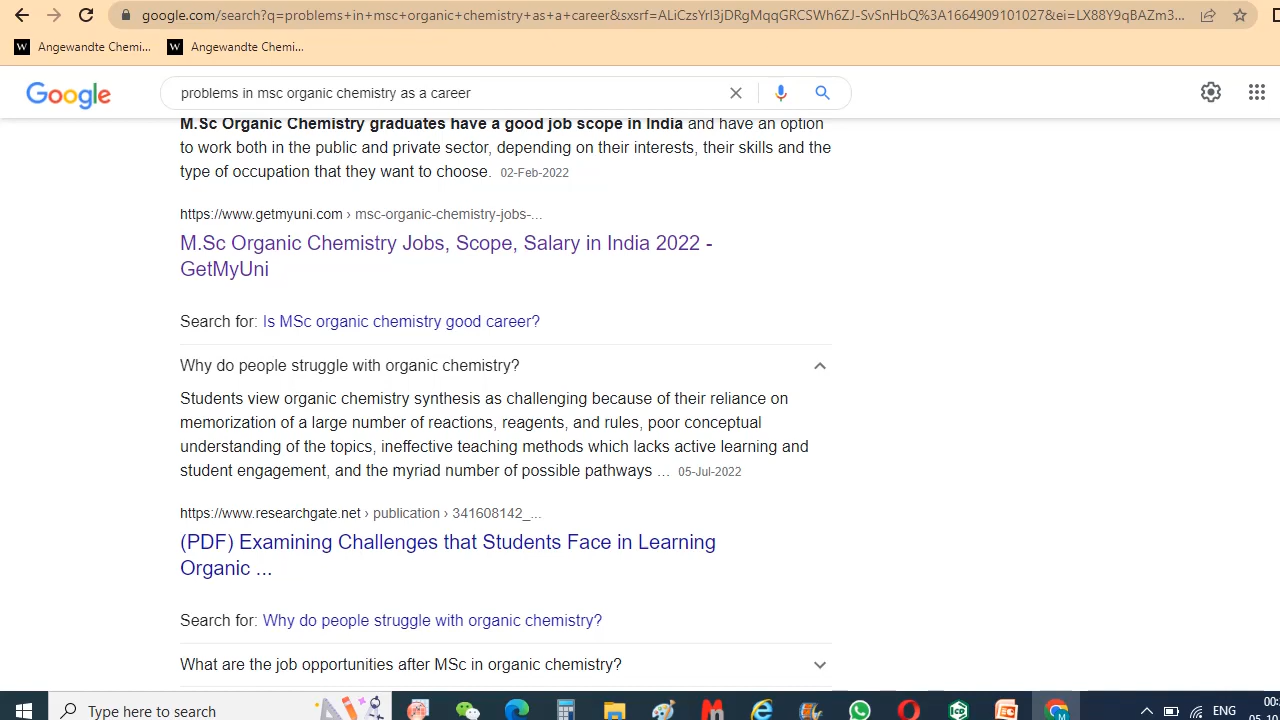 google.com/search?q=problems+in+msc+organic+chemistry+as+a+career&sxsrf=ALiCzsYrl3jDRgMqqGhCSWh6ZJ-SvSnHbQ%3A1664909101027&ei=LX88Y9qBAZm3...
W Angewandte Chemi... W Angewandte Chemi...
Google problems in msc organic chemistry as a career
M.Sc Organic Chemistry graduates have a good job scope in India and have an option
to work both in the public and private sector, depending on their interests, their skills and the
type of occupation that they want to choose. 02-Feb-2022
https://www.getmyuni.com › msc-organic-chemistry-jobs-...
M.Sc Organic Chemistry Jobs, Scope, Salary in India 2022 -
GetMyUni
Search for: Is MSc organic chemistry good career?
Why do people struggle with organic chemistry?
Students view organic chemistry synthesis as challenging because of their reliance on
memorization of a large number of reactions, reagents, and rules, poor conceptual
understanding of the topics, ineffective teaching methods which lacks active learning and
student engagement, and the myriad number of possible pathways ... 05-Jul-2022
https://www.researchgate.net › publication › 341608142_...
(PDF) Examining Challenges that Students Face in Learning
Organic ...
Search for: Why do people struggle with organic chemistry?
What are the job opportunities after MSc in organic chemistry?
Type here to search
ENG